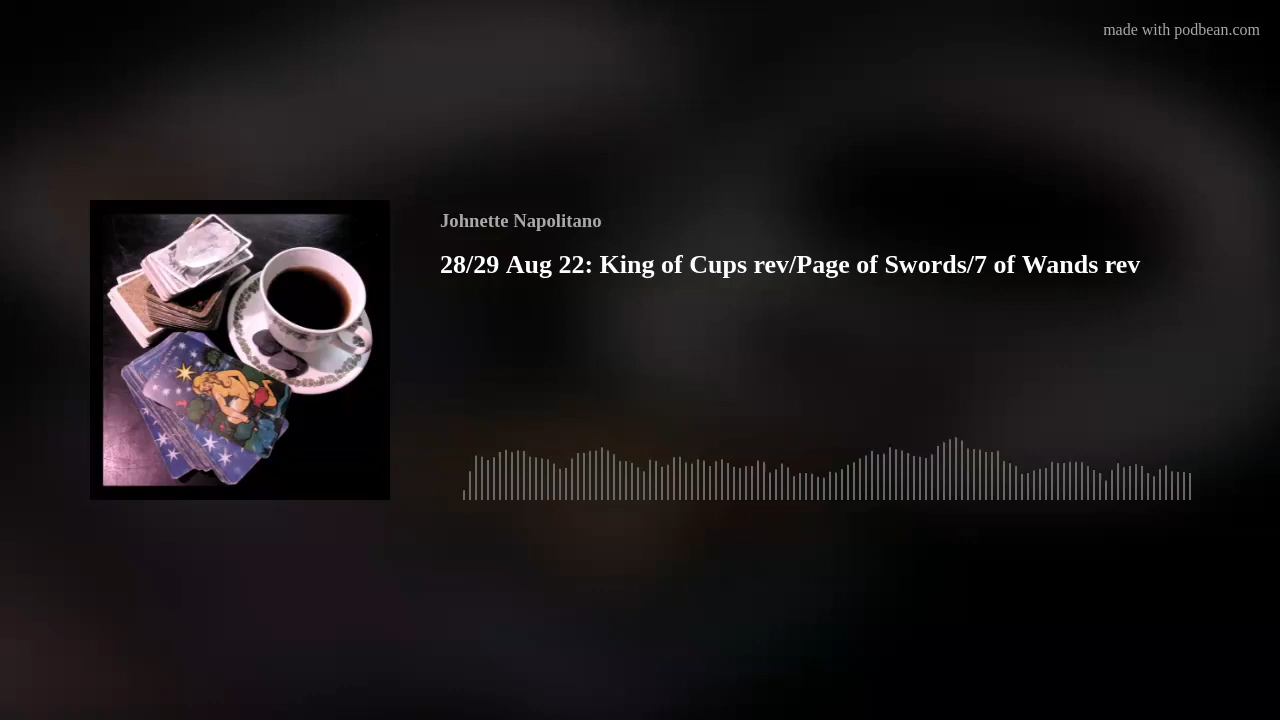 made with podbean.com
Johnette Napolitano
28/29 Aug 22: King of Cups rev/Page of Swords/7 of Wands rev